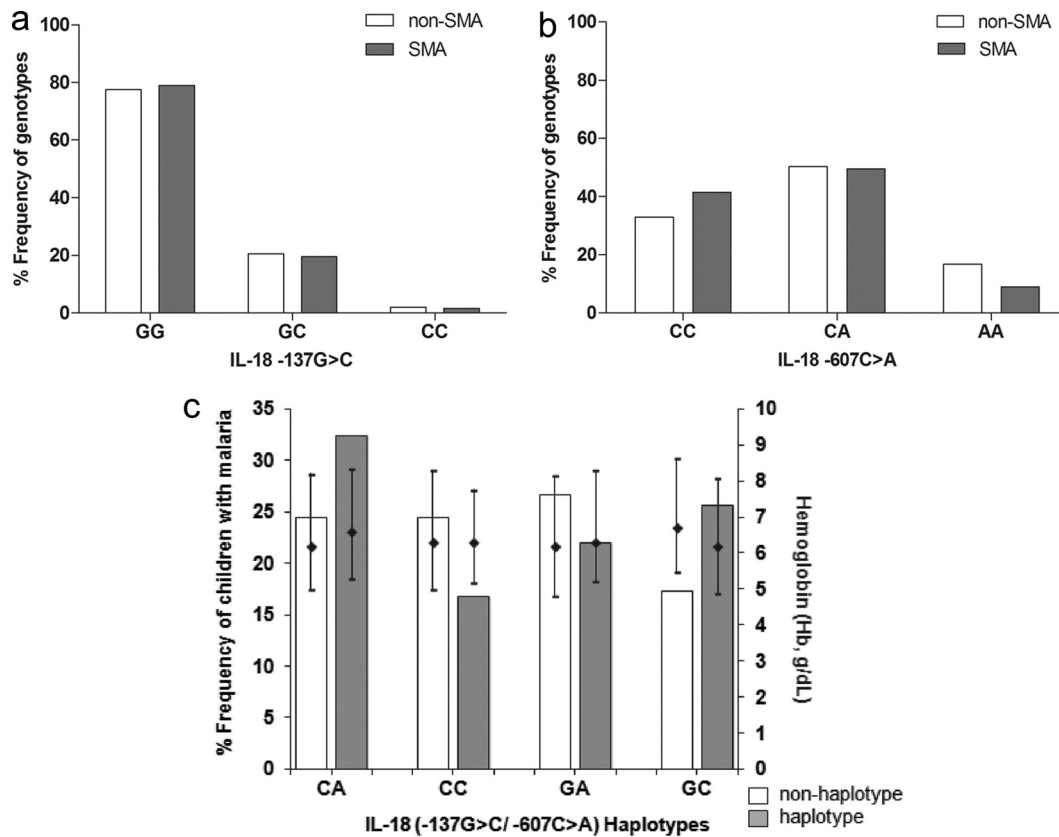 a
non-SMA
SMA
% Frequency of genotypes
100
80
60
40
20
0
GG GC CC
IL-18 -137G>C
b
non-SMA
SMA
% Frequency of genotypes
100
80
60
40
20
0
CC CA AA
IL-18 -607C>A
c
% Frequency of children with malaria
35
30
25
20
15
10
5
0
Hemoglobin (Hb, g/dL)
10
9
8
7
6
5
4
3
2
1
0
CA CC GA GC
IL-18 (-137G>C/ -607C>A) Haplotypes
non-haplotype
haplotype